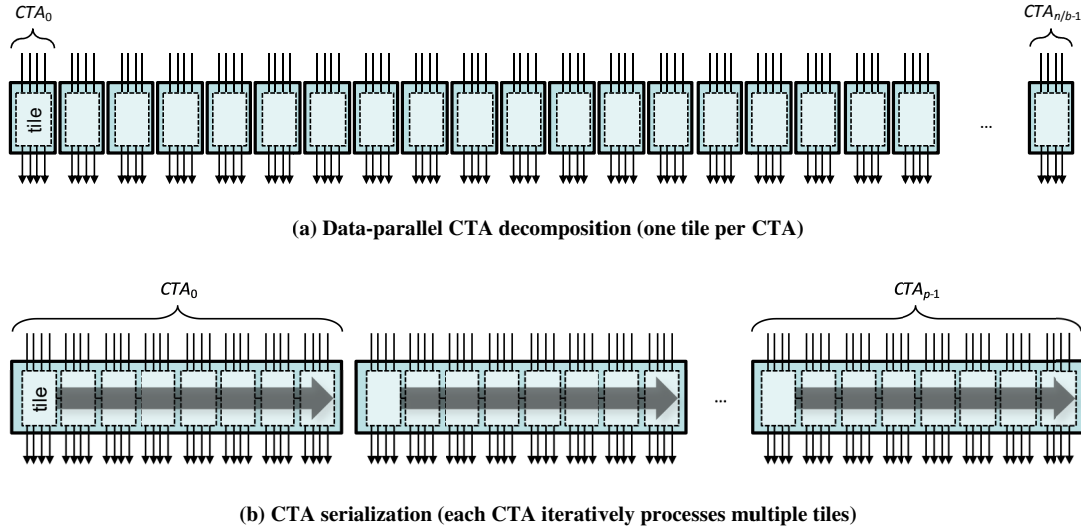 CTA0 CTAn/b-1
tile
...
(a) Data-parallel CTA decomposition (one tile per CTA)
CTA0 CTAp-1
tile
...
(b) CTA serialization (each CTA iteratively processes multiple tiles)